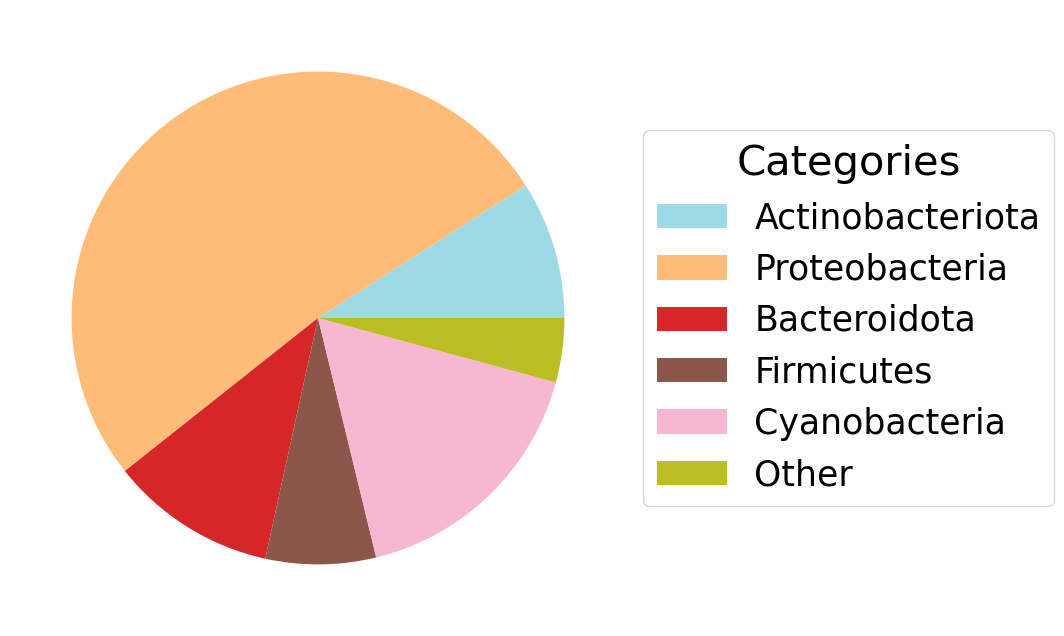 Categories
Actinobacteriota
Proteobacteria
Bacteroidota
Firmicutes
Cyanobacteria
Other